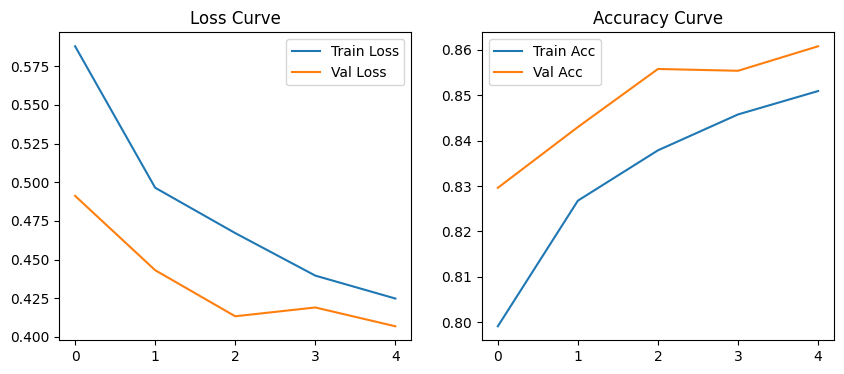 Loss Curve
Train Loss
Val Loss
0.575
0.550
0.525
0.500
0.475
0.450
0.425
0.400
0 1 2 3 4
Accuracy Curve
Train Acc
Val Acc
0.86
0.85
0.84
0.83
0.82
0.81
0.80
0 1 2 3 4